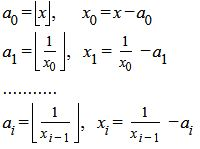 a₀ = ⌊x⌋, x₀ = x − a₀
a₁ = ⌊1/x₀⌋, x₁ = 1/x₀ − a₁
...........
aᵢ = ⌊1/xᵢ₋₁⌋, xᵢ = 1/xᵢ₋₁ − aᵢ